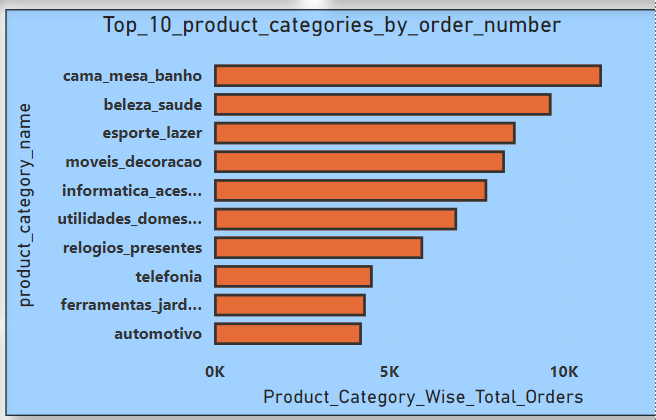 Top_10_product_categories_by_order_number
product_category_name
cama_mesa_banho
beleza_saude
esporte_lazer
moveis_decoracao
informatica_aces...
utilidades_domes...
relogios_presentes
telefonia
ferramentas_jard...
automotivo
0K 5K 10K
Product_Category_Wise_Total_Orders